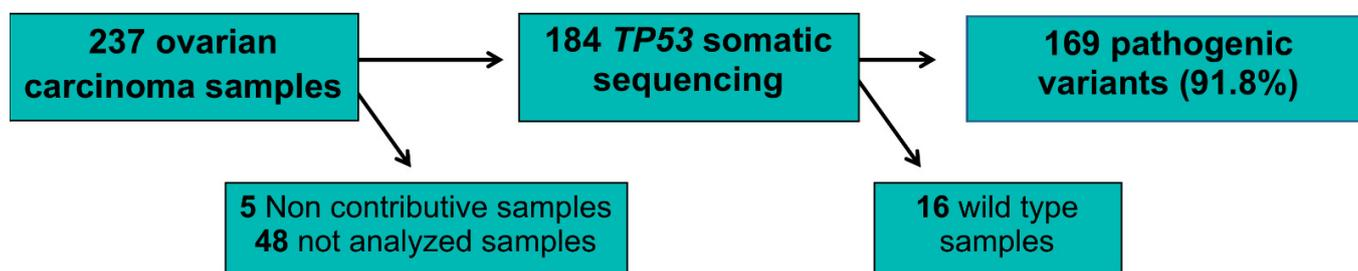 237 ovarian
carcinoma samples
184 TP53 somatic
sequencing
169 pathogenic
variants (91.8%)
5 Non contributive samples
48 not analyzed samples
16 wild type
samples